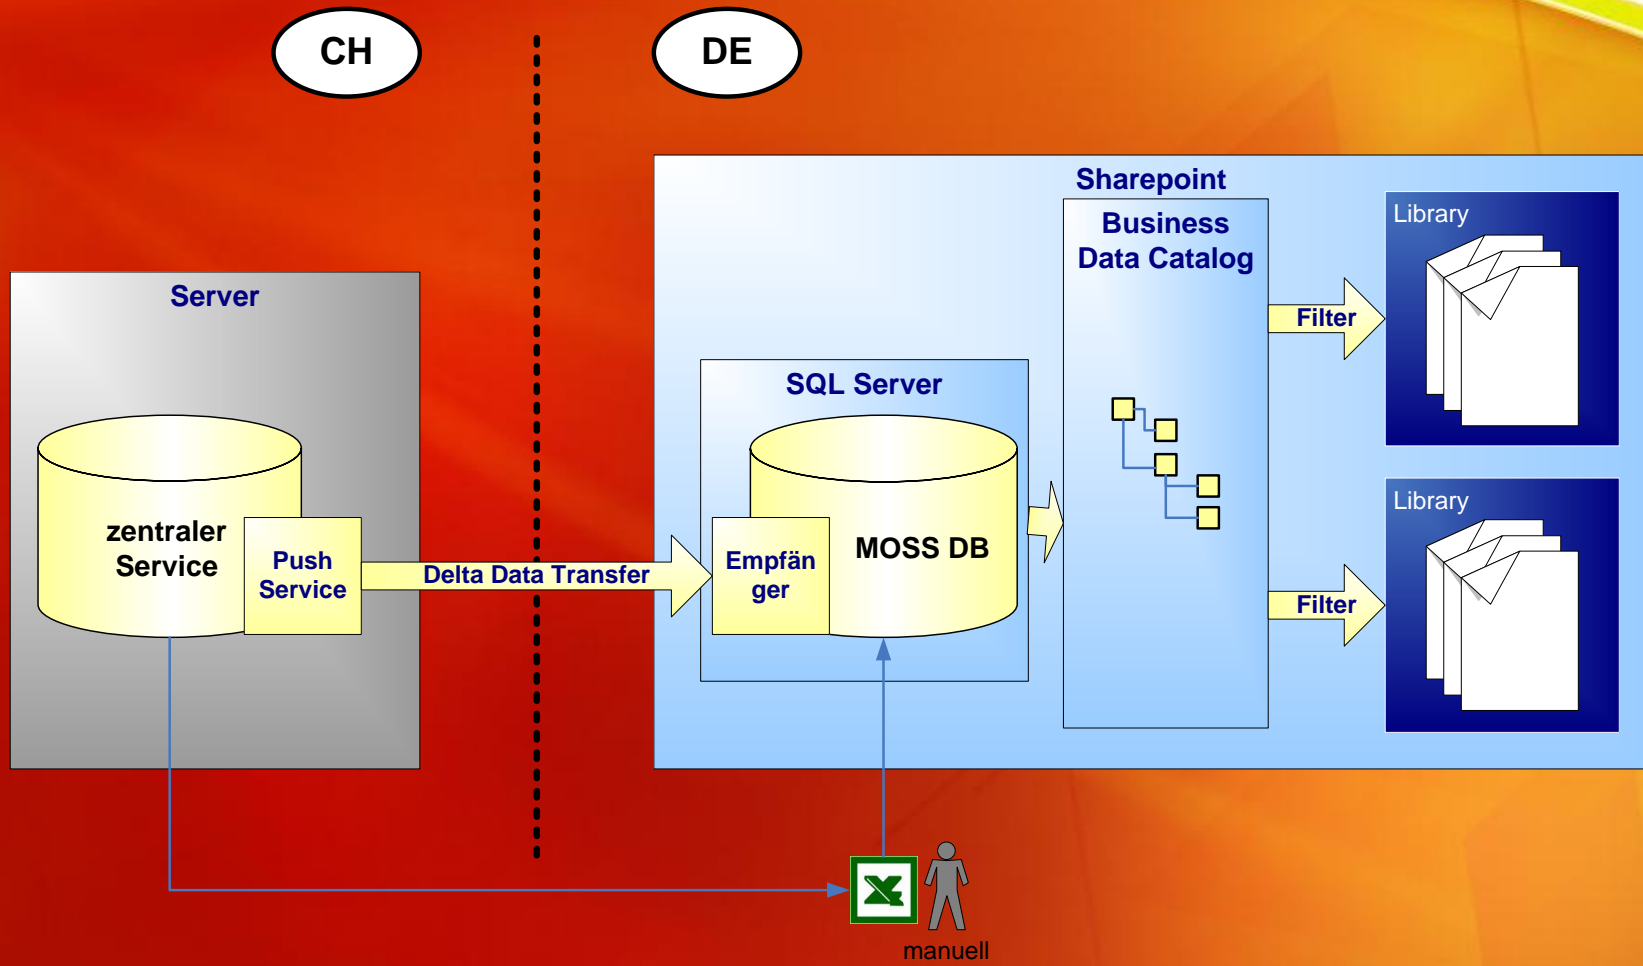 CH
DE
Server
zentraler
Service
Push
Service
Delta Data Transfer
Sharepoint
SQL Server
Empfän
ger
MOSS DB
Business
Data Catalog
Filter
Library
Filter
Library
manuell